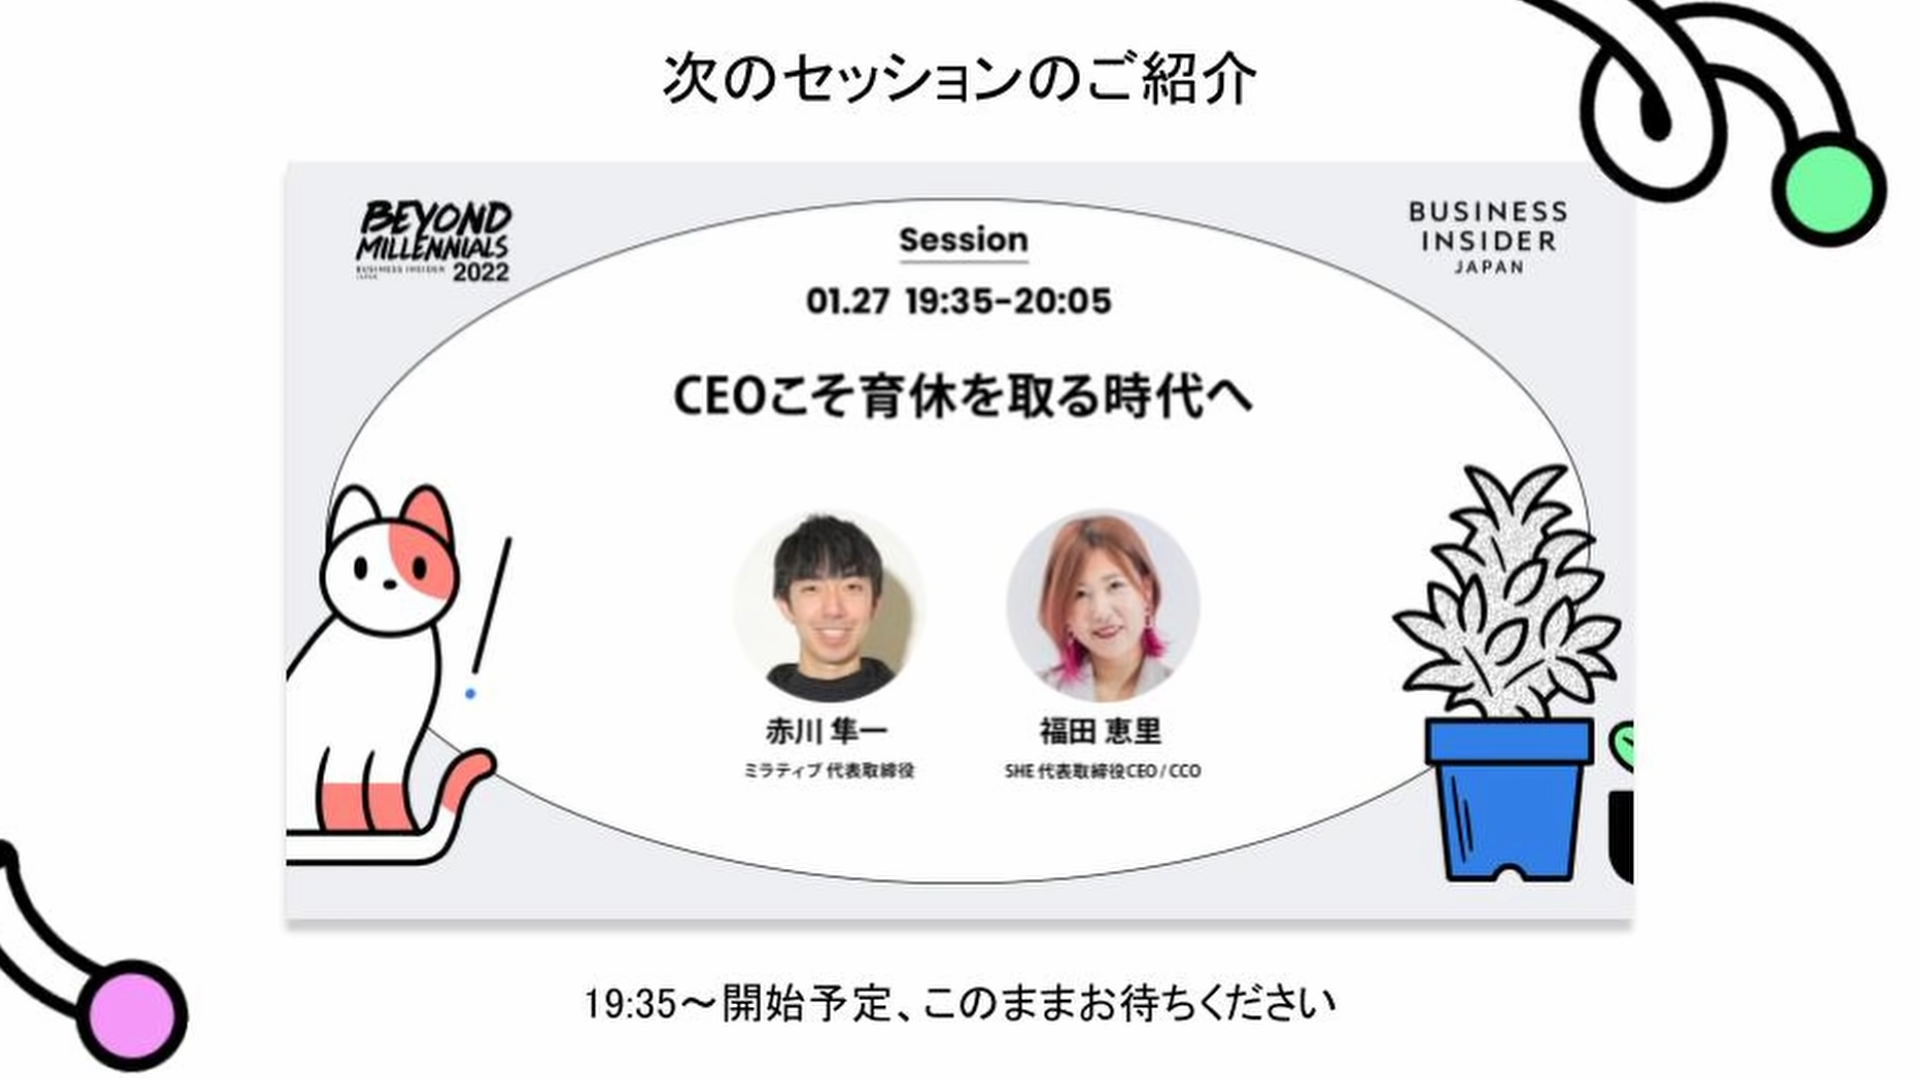 次のセッションのご紹介
BEYOND
MILLENNIALS
BUSINESS INSIDER
JAPAN
2022
BUSINESS
INSIDER
JAPAN
Session
01.27 19:35-20:05
CEOこそ育休を取る時代へ
赤川 隼一
ミラティブ 代表取締役
福田 恵里
SHE 代表取締役CEO / CCO
19:35～開始予定、このままお待ちください